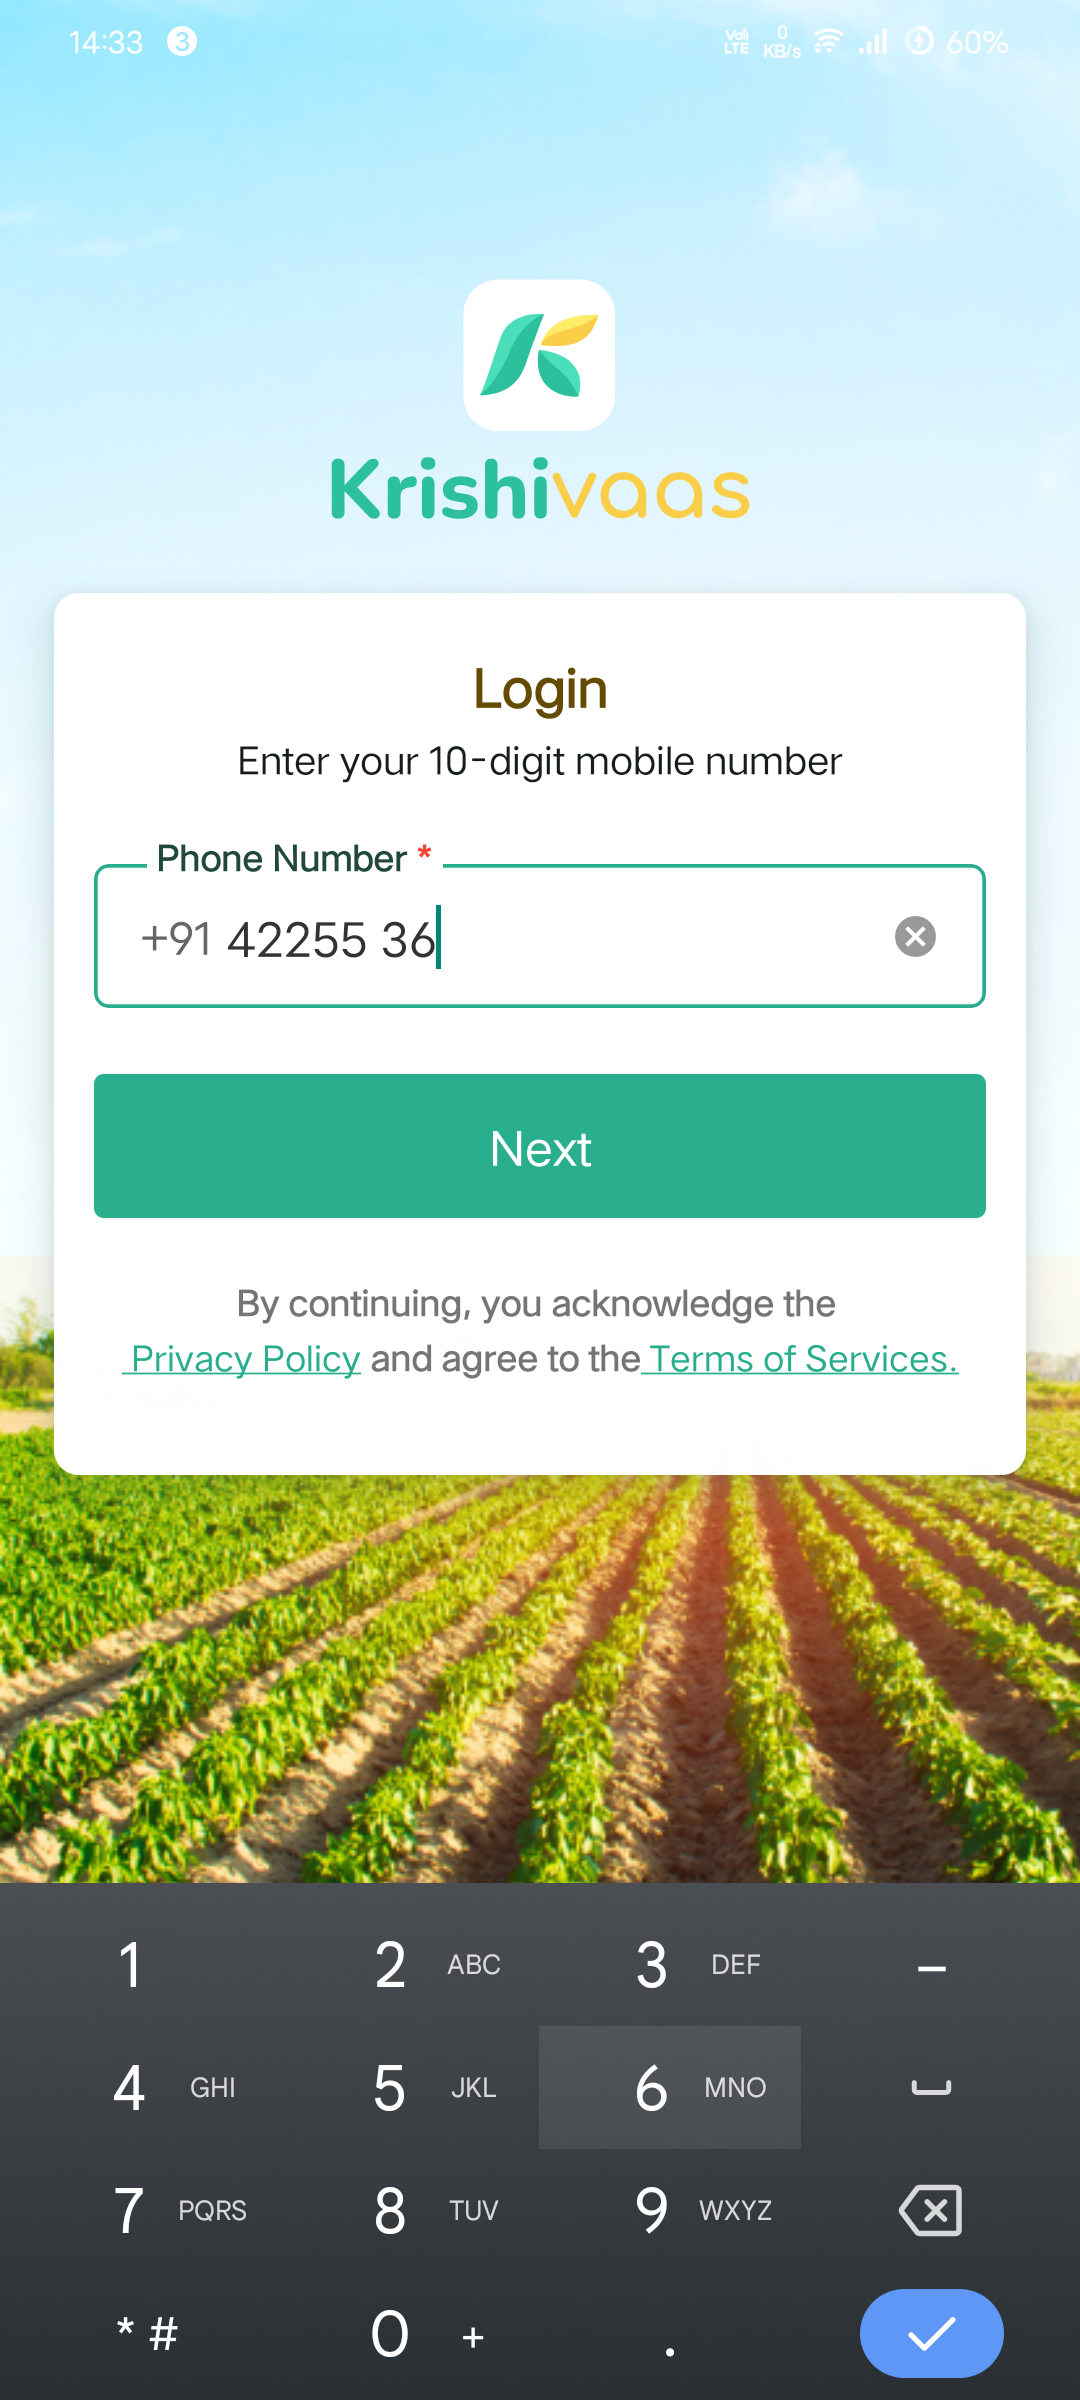 14:33 3 Vo) LTE 0 KB/s 60%
Krishivaas
Login
Enter your 10-digit mobile number
Phone Number *
+91 42255 36
Next
By continuing, you acknowledge the
Privacy Policy and agree to the Terms of Services.
1 2 ABC 3 DEF –
4 GHI 5 JKL 6 MNO
7 PQRS 8 TUV 9 WXYZ
* # 0 + .